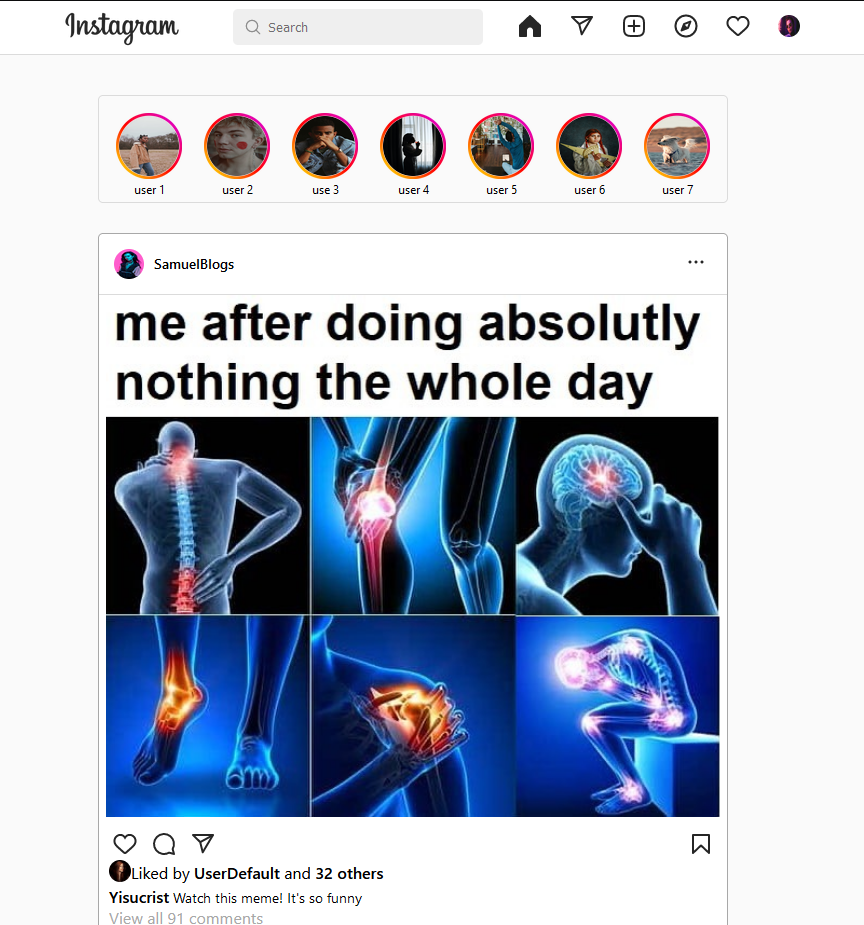 Instagram
Search
user 1
user 2
use 3
user 4
user 5
user 6
user 7
SamuelBlogs
me after doing absolutly
nothing the whole day
Liked by UserDefault and 32 others
Yisucrist Watch this meme! It's so funny
View all 91 comments